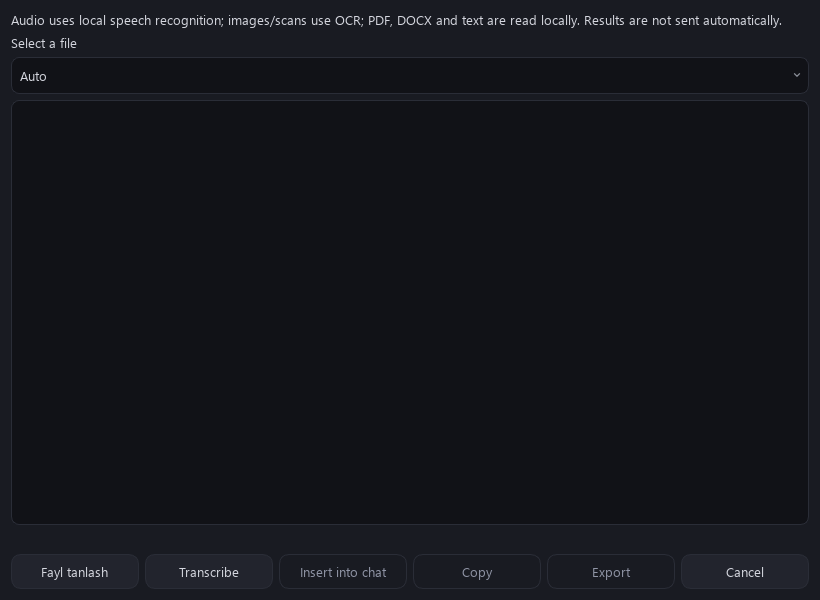 Audio uses local speech recognition; images/scans use OCR; PDF, DOCX and text are read locally. Results are not sent automatically.
Select a file
Auto
Fayl tanlash Transcribe Insert into chat Copy Export Cancel